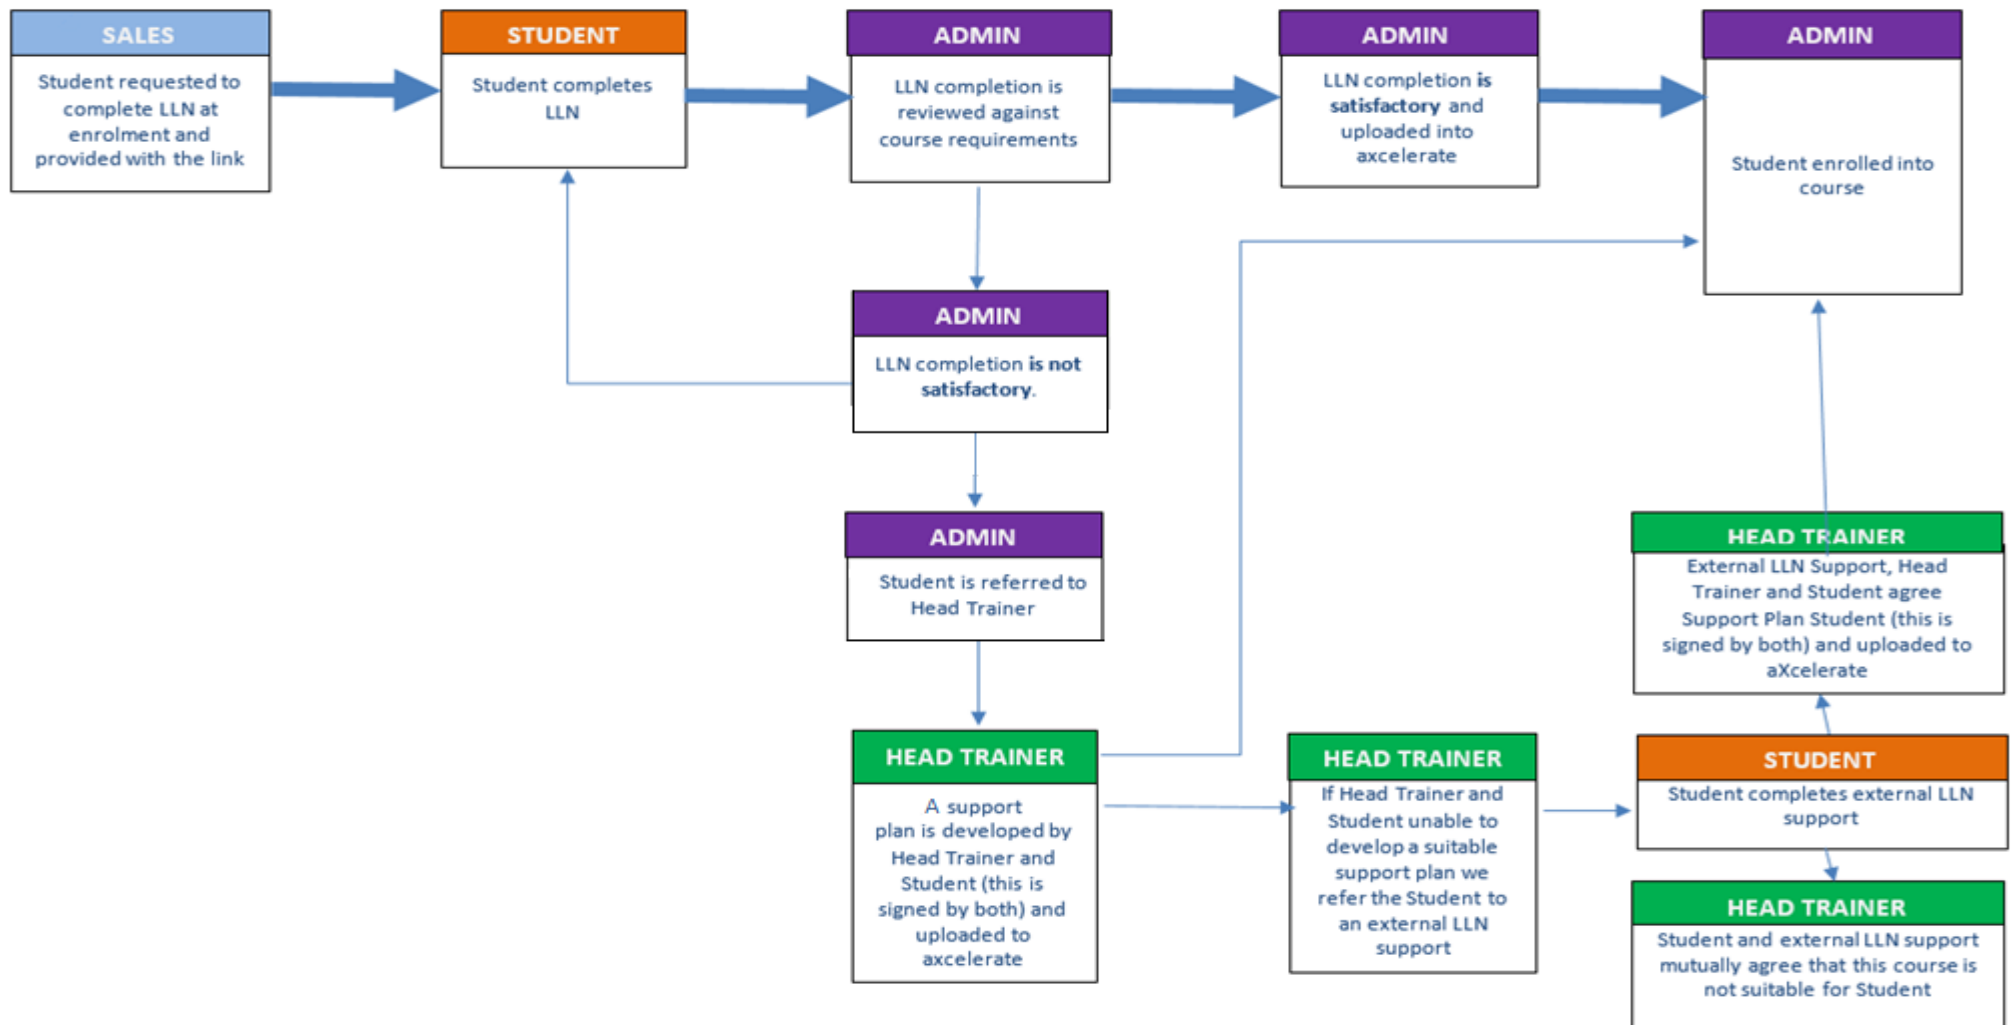 SALES
Student requested to
complete LLN at
enrolment and
provided with the link
STUDENT
Student completes
LLN
ADMIN
LLN completion is
reviewed against
course requirements
ADMIN
LLN completion is
satisfactory and
uploaded into
axcelerate
ADMIN
Student enrolled into
course
ADMIN
LLN completion is not
satisfactory.
ADMIN
Student is referred to
Head Trainer
HEAD TRAINER
A support
plan is developed by
Head Trainer and
Student (this is
signed by both) and
uploaded to
axcelerate
HEAD TRAINER
If Head Trainer and
Student unable to
develop a suitable
support plan we
refer the Student to
an external LLN
support
STUDENT
Student completes external LLN
support
HEAD TRAINER
External LLN Support, Head
Trainer and Student agree
Support Plan Student (this is
signed by both) and uploaded to
aXcelerate
HEAD TRAINER
Student and external LLN support
mutually agree that this course is
not suitable for Student